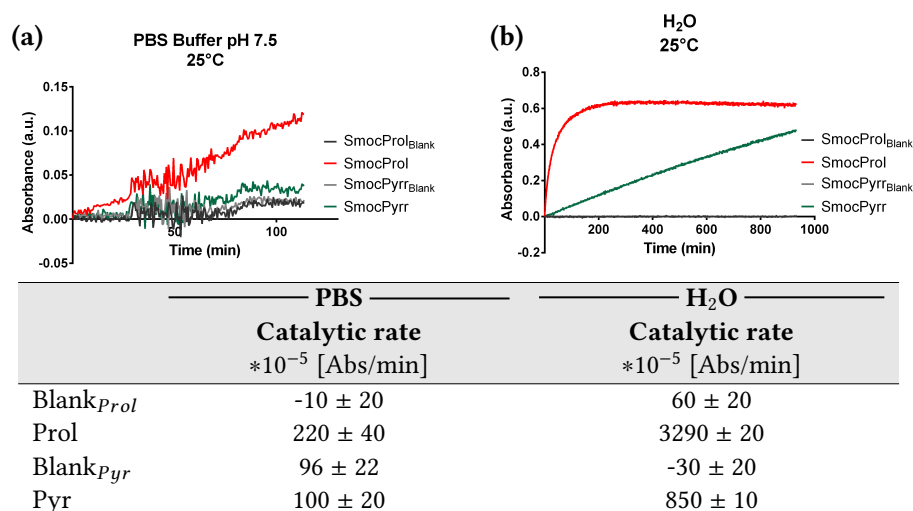 (a)
PBS Buffer pH 7.5
25°C
Absorbance (a.u.)
0.15
0.10
0.05
0.00
-0.05
50
100
Time (min)
SmocProlBlank
SmocProl
SmocPyrrBlank
SmocPyrr
(b)
H2O
25°C
Absorbance (a.u.)
0.8
0.6
0.4
0.2
0.0
-0.2
200 400 600 800 1000
Time (min)
SmocProlBlank
SmocProl
SmocPyrrBlank
SmocPyrr
PBS H2O
Catalytic rate Catalytic rate
*10−5 [Abs/min] *10−5 [Abs/min]
BlankProl -10 ± 20 60 ± 20
Prol 220 ± 40 3290 ± 20
BlankPyr 96 ± 22 -30 ± 20
Pyr 100 ± 20 850 ± 10